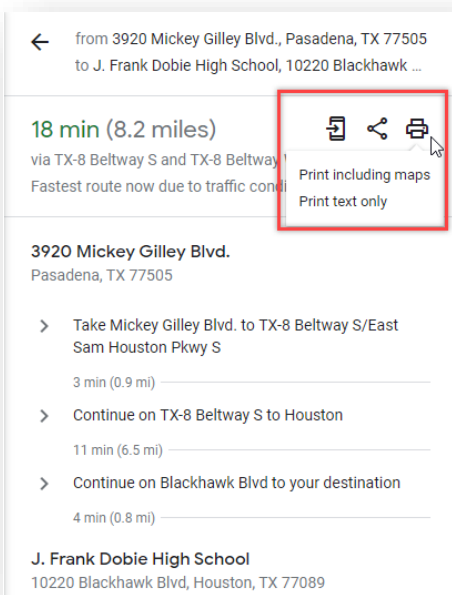 from 3920 Mickey Gilley Blvd., Pasadena, TX 77505
to J. Frank Dobie High School, 10220 Blackhawk ...
18 min (8.2 miles)
via TX-8 Beltway S and TX-8 Beltway
Fastest route now due to traffic condi
Print including maps
Print text only
3920 Mickey Gilley Blvd.
Pasadena, TX 77505
Take Mickey Gilley Blvd. to TX-8 Beltway S/East
Sam Houston Pkwy S
3 min (0.9 mi)
Continue on TX-8 Beltway S to Houston
11 min (6.5 mi)
Continue on Blackhawk Blvd to your destination
4 min (0.8 mi)
J. Frank Dobie High School
10220 Blackhawk Blvd, Houston, TX 77089